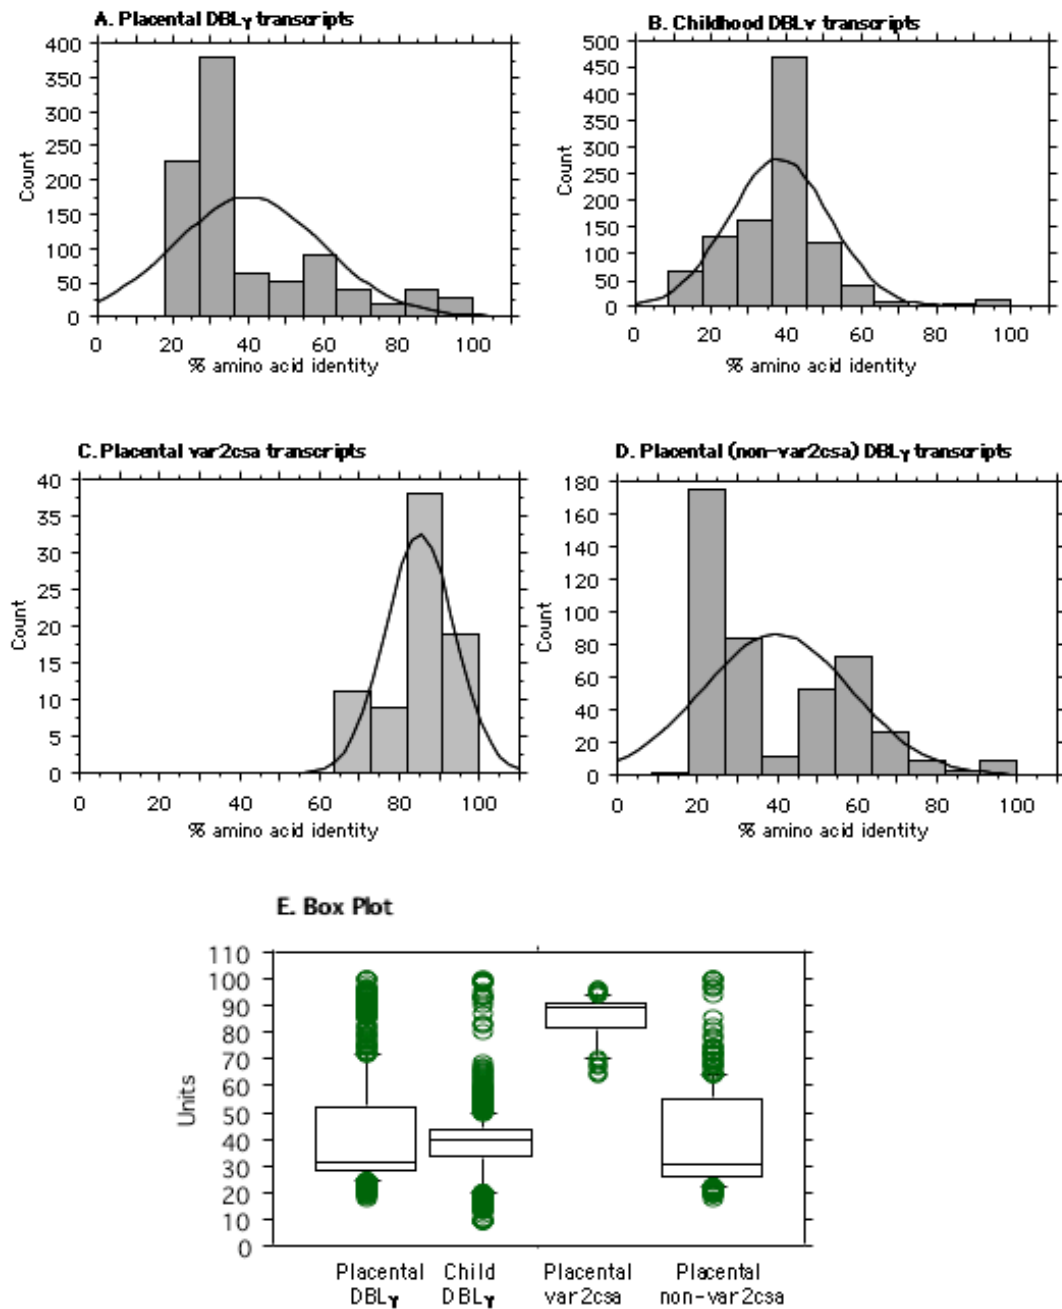 A. Placental DBLγ transcripts
400
350
300
250
200
150
100
50
0
Count
0 20 40 60 80 100
% amino acid identity
B. Childhood DBLγ transcripts
500
450
400
350
300
250
200
150
100
50
0
Count
0 20 40 60 80 100
% amino acid identity
C. Placental var2csa transcripts
40
35
30
25
20
15
10
5
0
Count
0 20 40 60 80 100
% amino acid identity
D. Placental (non-var2csa) DBLγ transcripts
180
160
140
120
100
80
60
40
20
0
Count
0 20 40 60 80 100
% amino acid identity
E. Box Plot
110
100
90
80
70
60
50
40
30
20
10
0
Units
Placental
DBLγ
Child
DBLγ
Placental
var2csa
Placental
non-var2csa